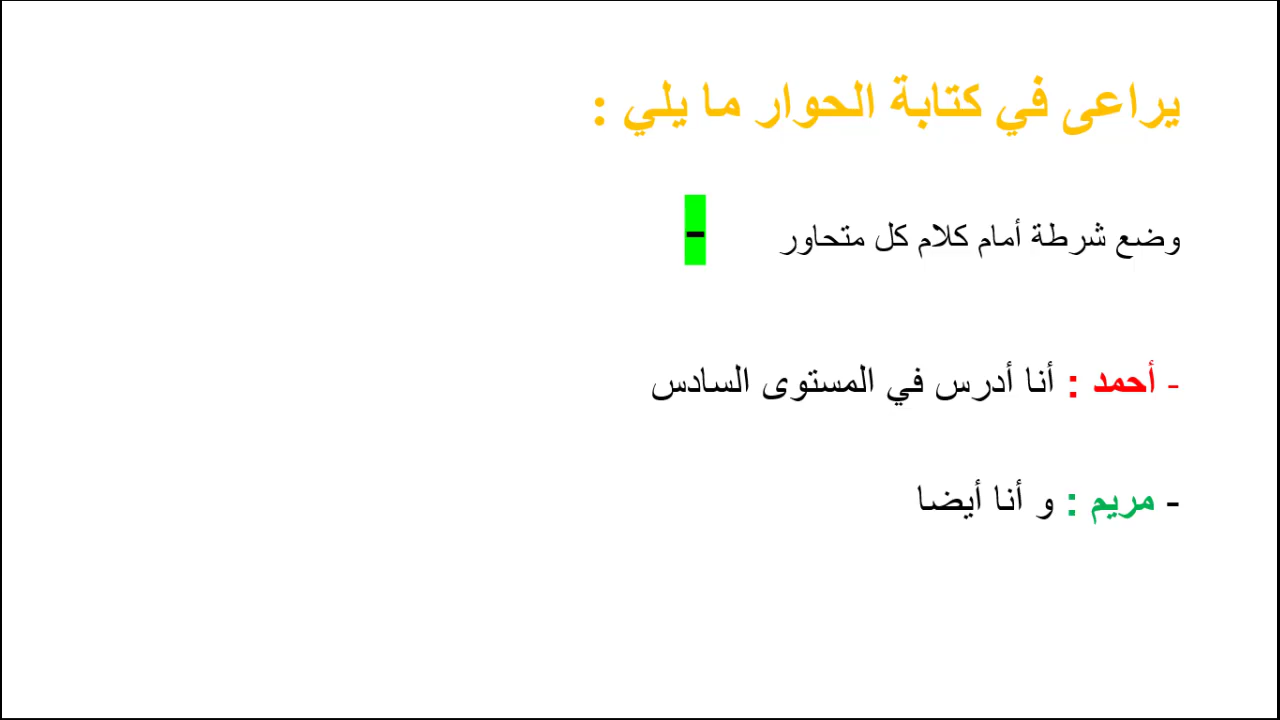 يراعى في كتابة الحوار ما يلي :
وضع شرطة أمام كلام كل متحاور -
- أحمد : أنا أدرس في المستوى السادس
- مريم : و أنا أيضا